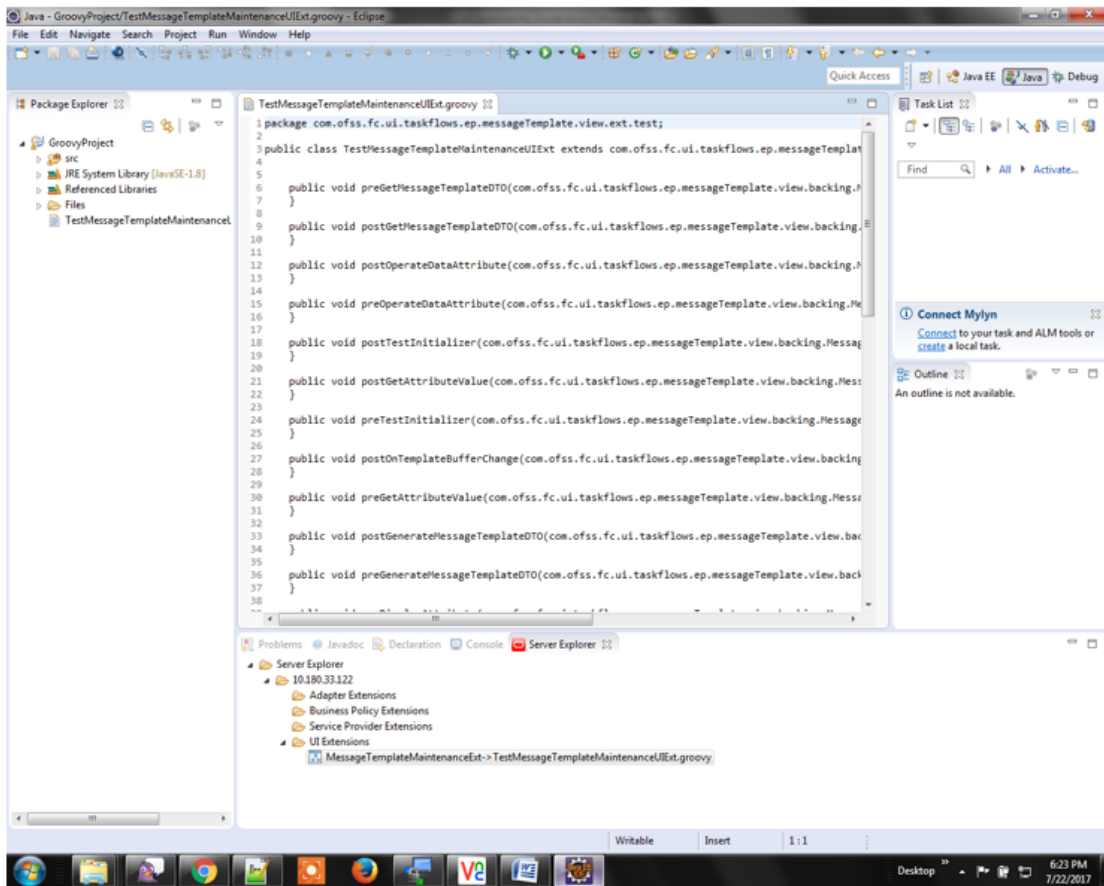 Java - GroovyProject/TestMessageTemplateMaintenanceUIExt.groovy - Eclipse
File Edit Navigate Search Project Run Window Help
Quick Access
Java EE
Java
Debug
Package Explorer
GroovyProject
src
JRE System Library [JavaSE-1.8]
Referenced Libraries
Files
TestMessageTemplateMaintenanceL
TestMessageTemplateMaintenanceUIExt.groovy
1 package com.ofss.fc.ui.taskflows.ep.messageTemplate.view.ext.test;
2
3 public class TestMessageTemplateMaintenanceUIExt extends com.ofss.fc.ui.taskflows.ep.messageTemplat
4
5
6 public void preGetMessageTemplateDTO(com.ofss.fc.ui.taskflows.ep.messageTemplate.view.backing.M
7 }
8
9 public void postGetMessageTemplateDTO(com.ofss.fc.ui.taskflows.ep.messageTemplate.view.backing.
10 }
11
12 public void postOperateDataAttribute(com.ofss.fc.ui.taskflows.ep.messageTemplate.view.backing.M
13 }
14
15 public void preOperateDataAttribute(com.ofss.fc.ui.taskflows.ep.messageTemplate.view.backing.Me
16 }
17
18 public void postTestInitializer(com.ofss.fc.ui.taskflows.ep.messageTemplate.view.backing.Messag
19 }
20
21 public void postGetAttributeValue(com.ofss.fc.ui.taskflows.ep.messageTemplate.view.backing.Mess
22 }
23
24 public void preTestInitializer(com.ofss.fc.ui.taskflows.ep.messageTemplate.view.backing.Message
25 }
26
27 public void postOnTemplateBufferChange(com.ofss.fc.ui.taskflows.ep.messageTemplate.view.backing
28 }
29
30 public void preGetAttributeValue(com.ofss.fc.ui.taskflows.ep.messageTemplate.view.backing.Messa
31 }
32
33 public void postGenerateMessageTemplateDTO(com.ofss.fc.ui.taskflows.ep.messageTemplate.view.bac
34 }
35
36 public void preGenerateMessageTemplateDTO(com.ofss.fc.ui.taskflows.ep.messageTemplate.view.back
37 }
38
Task List
Find
All
Activate...
Connect Mylyn
Connect to your task and ALM tools or
create a local task.
Outline
An outline is not available.
Problems @ Javadoc Declaration Console Server Explorer
Server Explorer
10.180.33.122
Adapter Extensions
Business Policy Extensions
Service Provider Extensions
UI Extensions
MessageTemplateMaintenanceExt->TestMessageTemplateMaintenanceUIExt.groovy
Writable Insert 1 : 1
Desktop
6:23 PM
7/22/2017